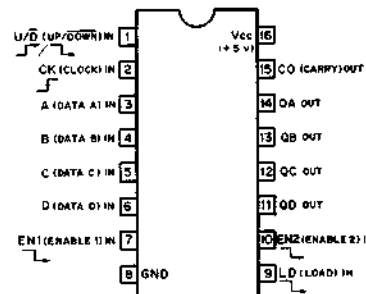 U/D̅ (UP/D̅O̅W̅N̅) IN 1
CK (CLOCK) IN 2
A (DATA A) IN 3
B (DATA B) IN 4
C (DATA C) IN 5
D (DATA D) IN 6
EN1 (ENABLE 1) IN 7
8 GND
Vcc 16
(+5 v)
15 CO (CARRY) OUT
14 QA OUT
13 QB OUT
12 QC OUT
11 QD OUT
10 EN2 (ENABLE 2) I
9 LD (LOAD) IN